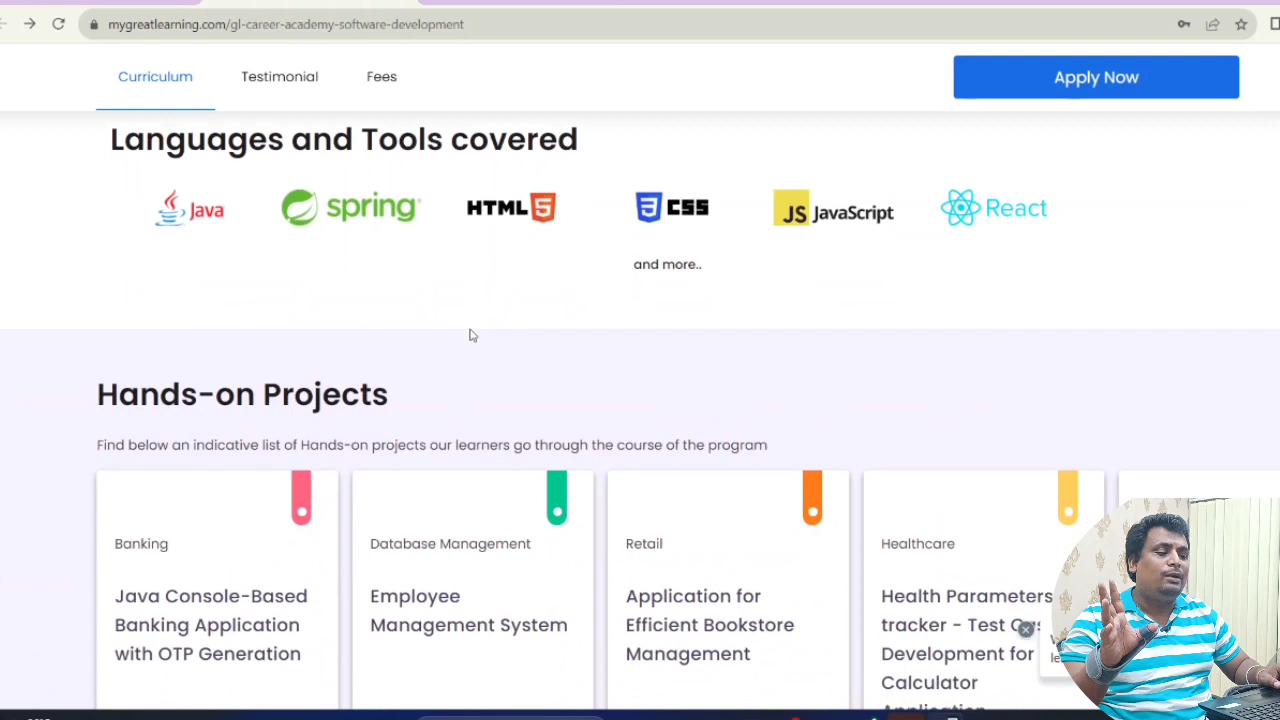 mygreatlearning.com/gl-career-academy-software-development
Curriculum
Testimonial
Fees
Apply Now
Languages and Tools covered
Java
spring
HTML 5
3 CSS
JS JavaScript
React
and more..
Hands-on Projects
Find below an indicative list of Hands-on projects our learners go through the course of the program
Banking
Java Console-Based
Banking Application
with OTP Generation
Database Management
Employee
Management System
Retail
Application for
Efficient Bookstore
Management
Healthcare
Health Parameters
tracker - Test
Development for
Calculator